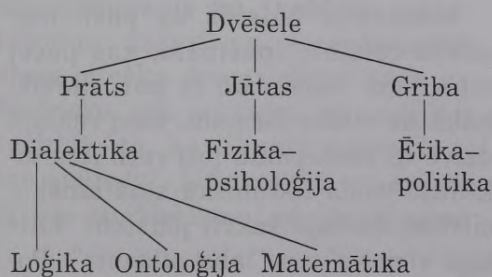 Dvēsele
Prāts Jūtas Griba
Dialektika Fizika– Ētika–
psiholoģija politika
Loģika Ontoloģija Matemātika